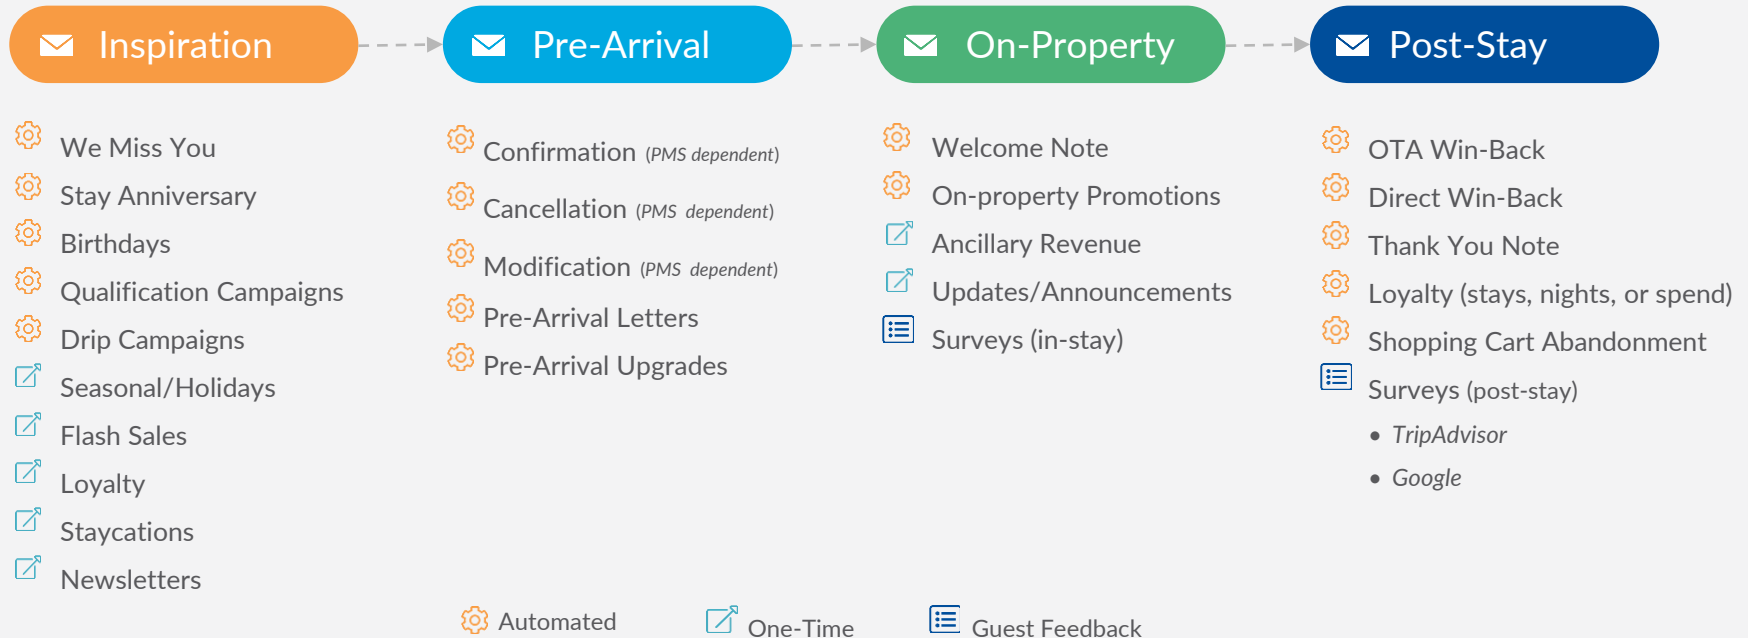 Inspiration
Pre-Arrival
On-Property
Post-Stay
We Miss You
Stay Anniversary
Birthdays
Qualification Campaigns
Drip Campaigns
Seasonal/Holidays
Flash Sales
Loyalty
Staycations
Newsletters
Confirmation (PMS dependent)
Cancellation (PMS dependent)
Modification (PMS dependent)
Pre-Arrival Letters
Pre-Arrival Upgrades
Welcome Note
On-property Promotions
Ancillary Revenue
Updates/Announcements
Surveys (in-stay)
OTA Win-Back
Direct Win-Back
Thank You Note
Loyalty (stays, nights, or spend)
Shopping Cart Abandonment
Surveys (post-stay)
• TripAdvisor
• Google
Automated
One-Time
Guest Feedback